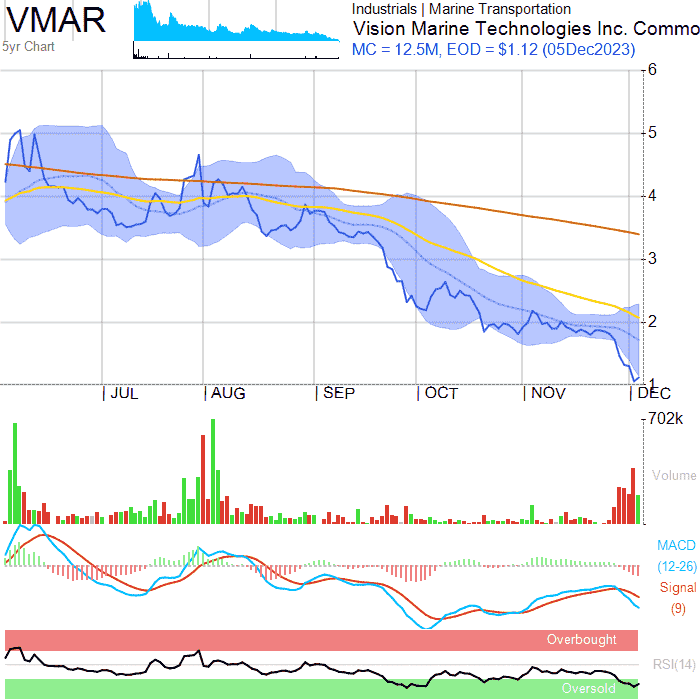 VMAR
5yr Chart
Industrials | Marine Transportation
Vision Marine Technologies Inc. Commo
MC = 12.5M, EOD = $1.12 (05Dec2023)
6
5
4
3
2
1
JUL AUG SEP OCT NOV DEC
702k
Volume
MACD
(12-26)
Signal
(9)
Overbought
RSI(14)
Oversold